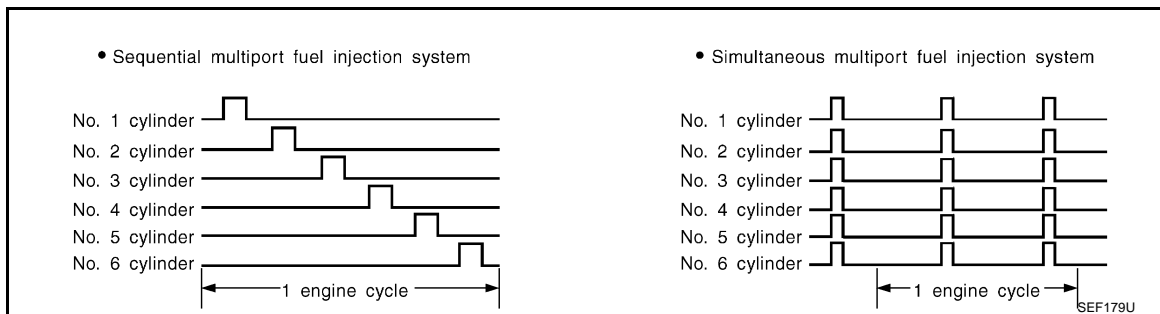 • Sequential multiport fuel injection system
No. 1 cylinder
No. 2 cylinder
No. 3 cylinder
No. 4 cylinder
No. 5 cylinder
No. 6 cylinder
1 engine cycle
• Simultaneous multiport fuel injection system
No. 1 cylinder
No. 2 cylinder
No. 3 cylinder
No. 4 cylinder
No. 5 cylinder
No. 6 cylinder
1 engine cycle
SEF179U